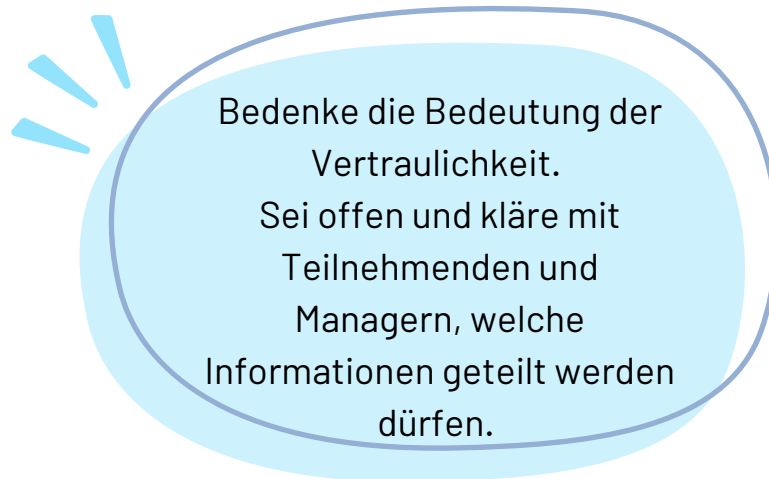 Bedenke die Bedeutung der
Vertraulichkeit.
Sei offen und kläre mit
Teilnehmenden und
Managern, welche
Informationen geteilt werden
dürfen.